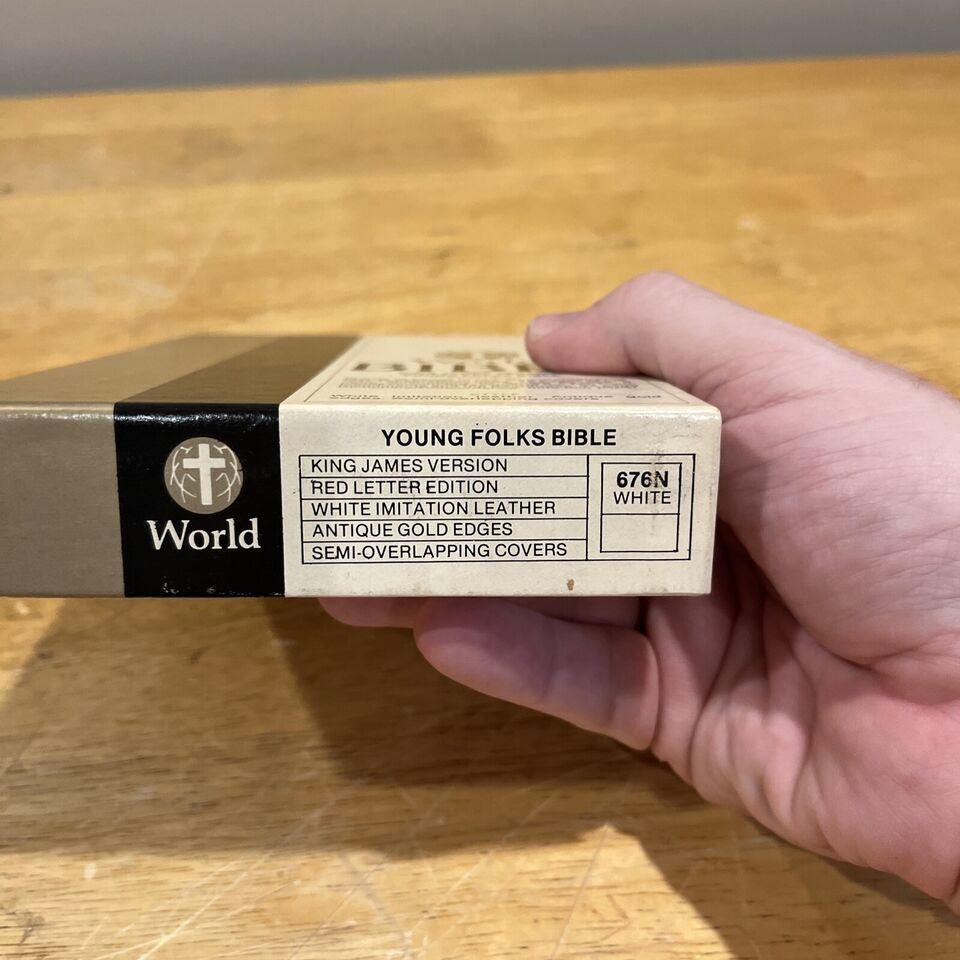 BIBLE
World
YOUNG FOLKS BIBLE
KING JAMES VERSION
RED LETTER EDITION
WHITE IMITATION LEATHER
ANTIQUE GOLD EDGES
SEMI-OVERLAPPING COVERS
676N
WHITE